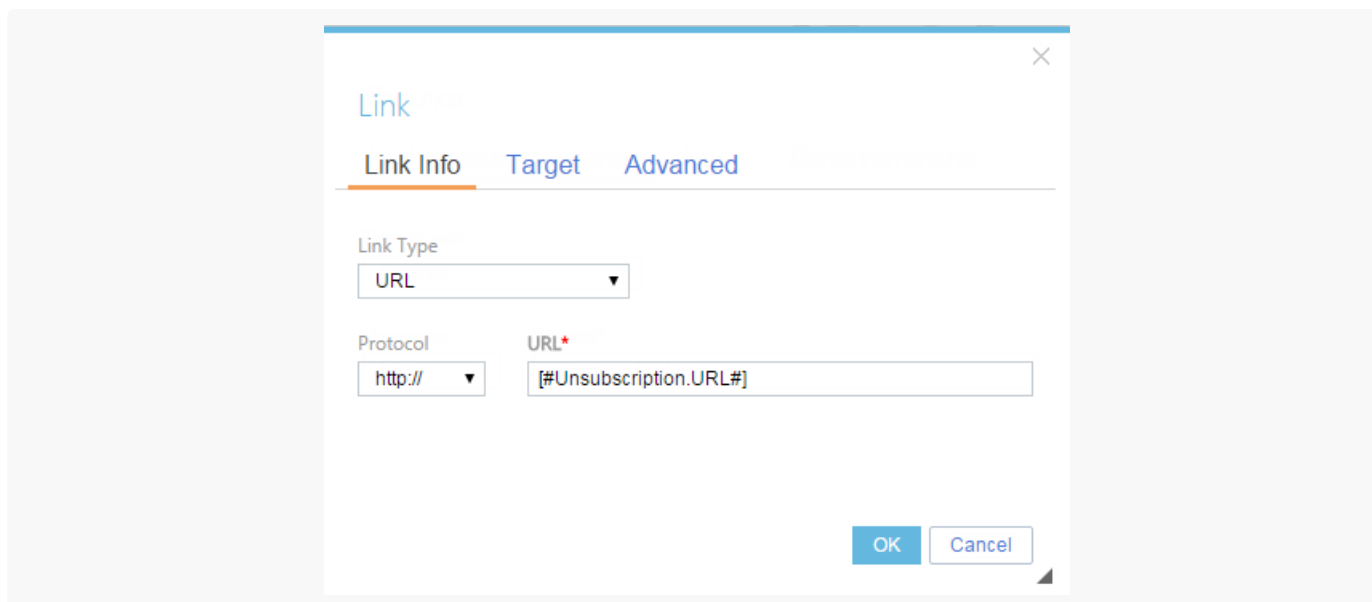 Link
Link Info Target Advanced
Link Type
URL
Protocol URL*
http:// [#Unsubscription.URL#]
OK Cancel